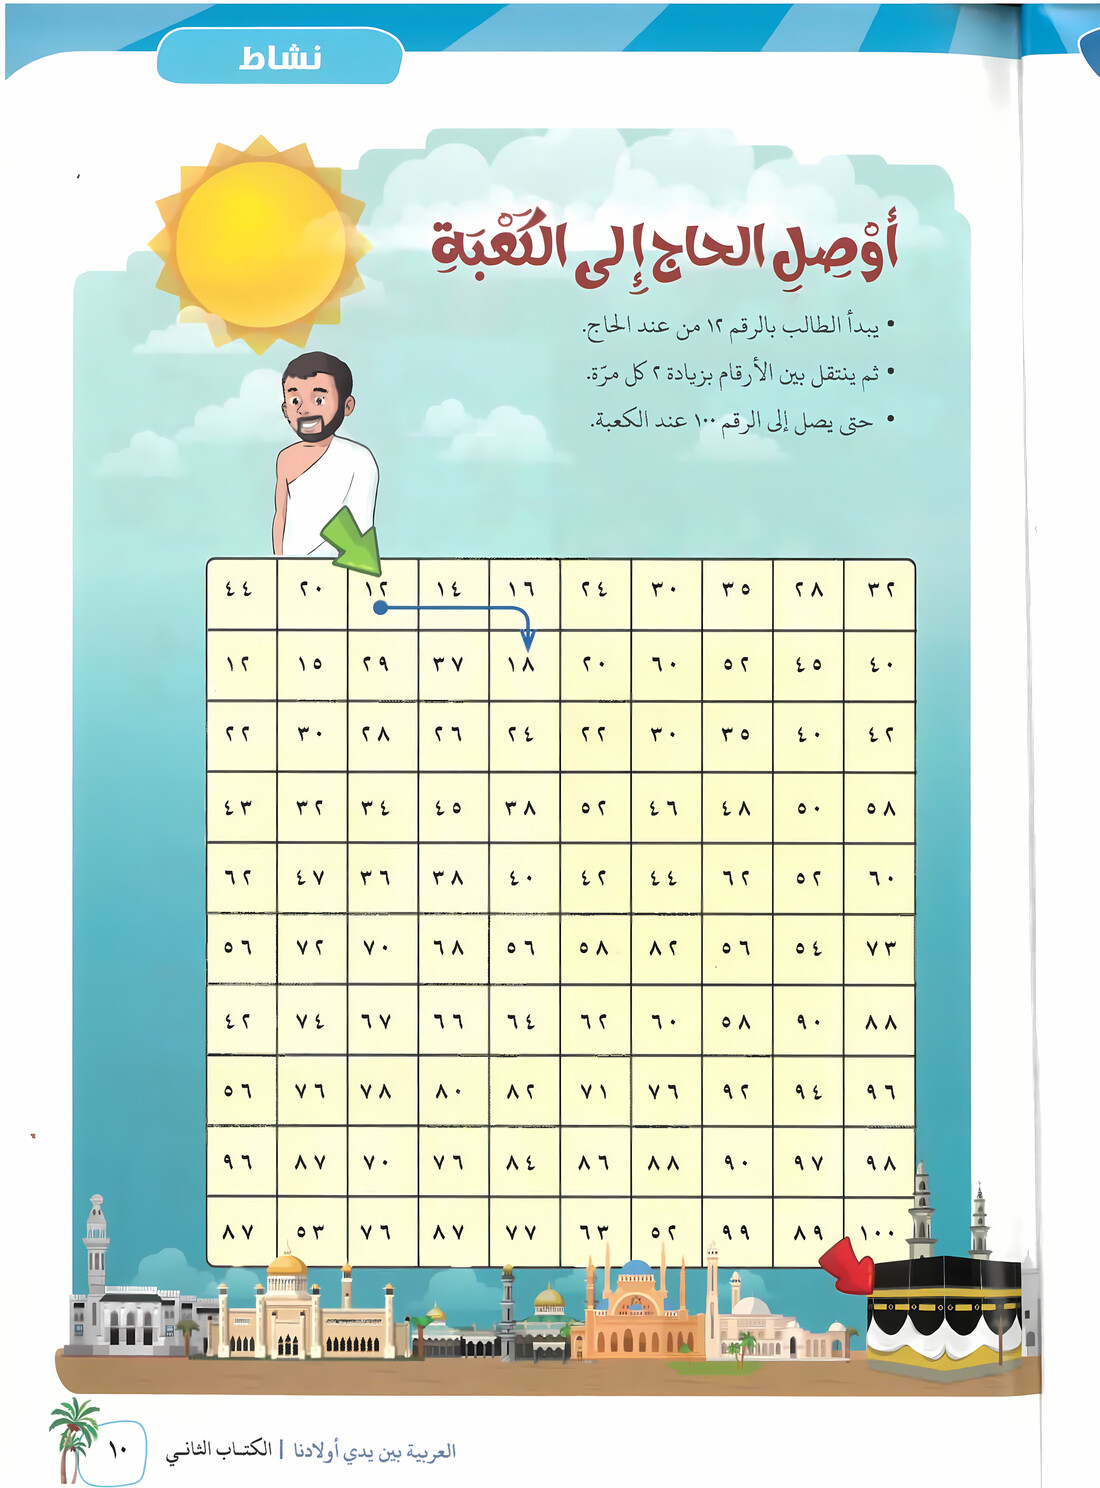 نشاط
أَوْصِلِ الحاج إِلى الكَعْبَةِ
• يبدأ الطالب بالرقم ١٢ من عند الحاج.
• ثم ينتقل بين الأرقام بزيادة ٢ كل مرّة.
• حتى يصل إلى الرقم ١٠٠ عند الكعبة.
٤٤ ٢٠ ١٢ ١٤ ١٦ ٢٤ ٣٠ ٣٥ ٢٨ ٣٢
١٢ ١٥ ٢٩ ٣٧ ١٨ ٢٠ ٦٠ ٥٢ ٤٥ ٤٠
٢٢ ٣٠ ٢٨ ٢٦ ٢٤ ٢٢ ٣٠ ٣٥ ٤٠ ٤٢
٤٣ ٣٢ ٣٤ ٤٥ ٣٨ ٥٢ ٤٦ ٤٨ ٥٠ ٥٨
٦٢ ٤٧ ٣٦ ٣٨ ٤٠ ٤٢ ٤٤ ٦٢ ٥٢ ٦٠
٥٦ ٧٢ ٧٠ ٦٨ ٥٦ ٥٨ ٨٢ ٥٦ ٥٤ ٧٣
٤٢ ٧٤ ٦٧ ٦٦ ٦٤ ٦٢ ٦٠ ٥٨ ٩٠ ٨٨
٥٦ ٧٦ ٧٨ ٨٠ ٨٢ ٧١ ٧٦ ٩٢ ٩٤ ٩٦
٩٦ ٨٧ ٧٠ ٧٦ ٨٤ ٨٦ ٨٨ ٩٠ ٩٧ ٩٨
٨٧ ٥٣ ٧٦ ٨٧ ٧٧ ٦٣ ٥٢ ٩٩ ٨٩ ١٠٠
العربية بين يدي أولادنا | الكتـاب الثانـي
١٠